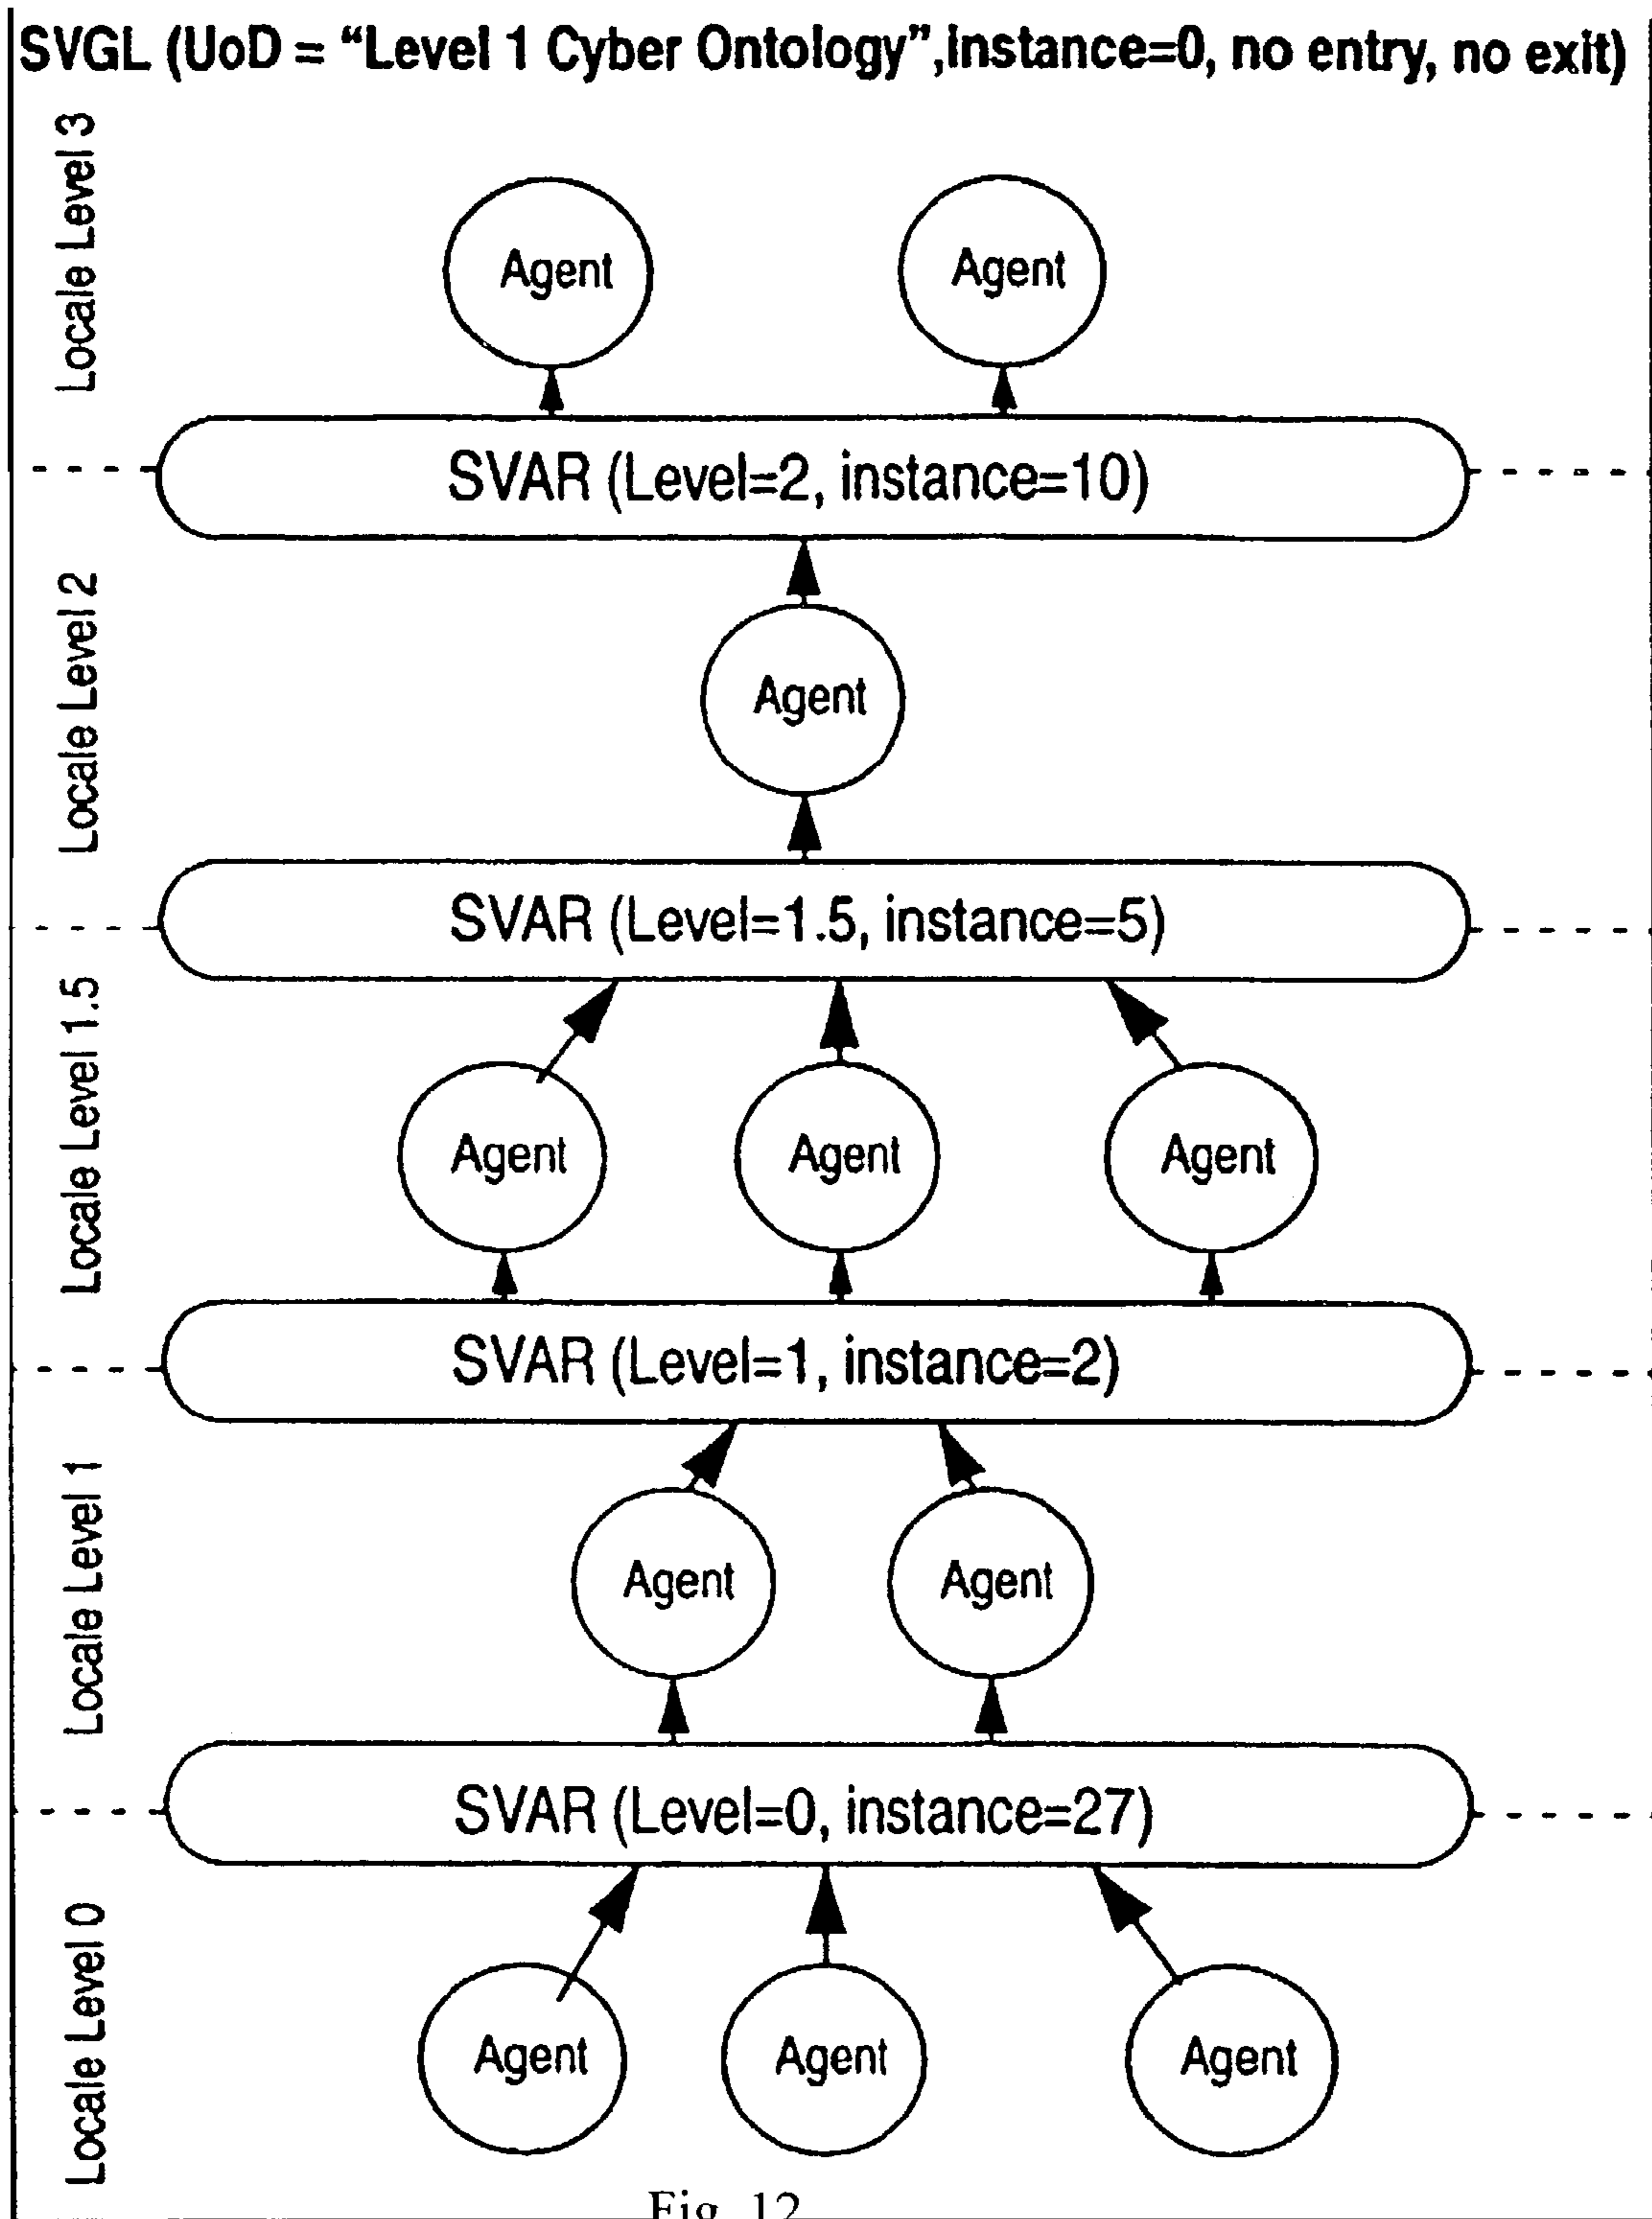 SVGL (UoD = “Level 1 Cyber Ontology”,instance=0, no entry, no exit)
Locale Level 3
Agent
Agent
SVAR (Level=2, instance=10)
Locale Level 2
Agent
SVAR (Level=1.5, instance=5)
Locale Level 1.5
Agent
Agent
Agent
SVAR (Level=1, instance=2)
Locale Level 1
Agent
Agent
SVAR (Level=0, instance=27)
Locale Level 0
Agent
Agent
Agent
Fig. 12